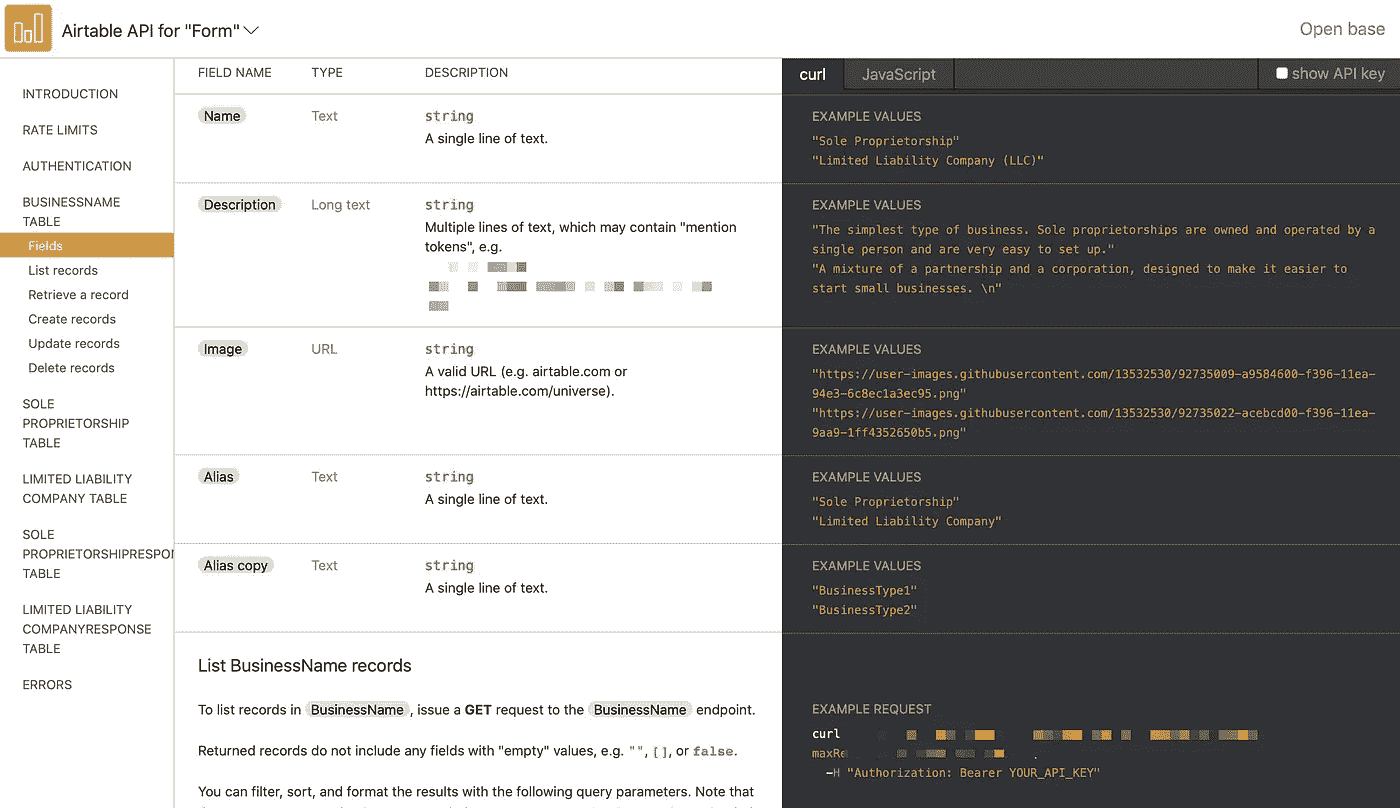 Airtable API for "Form"
Open base
INTRODUCTION
RATE LIMITS
AUTHENTICATION
BUSINESSNAME
TABLE
Fields
List records
Retrieve a record
Create records
Update records
Delete records
SOLE
PROPRIETORSHIP
TABLE
LIMITED LIABILITY
COMPANY TABLE
SOLE
PROPRIETORSHIPRESPON
TABLE
LIMITED LIABILITY
COMPANYRESPONSE
TABLE
ERRORS
FIELD NAME TYPE DESCRIPTION
Name Text string
A single line of text.
Description Long text string
Multiple lines of text, which may contain "mention
tokens", e.g.
Image URL string
A valid URL (e.g. airtable.com or
https://airtable.com/universe).
Alias Text string
A single line of text.
Alias copy Text string
A single line of text.
List BusinessName records
To list records in BusinessName, issue a GET request to the BusinessName endpoint.
Returned records do not include any fields with "empty" values, e.g. "", [], or false.
You can filter, sort, and format the results with the following query parameters. Note that
curl JavaScript show API key
EXAMPLE VALUES
"Sole Proprietorship"
"Limited Liability Company (LLC)"
EXAMPLE VALUES
"The simplest type of business. Sole proprietorships are owned and operated by a
single person and are very easy to set up."
"A mixture of a partnership and a corporation, designed to make it easier to
start small businesses. \n"
EXAMPLE VALUES
"https://user-images.githubusercontent.com/13532530/92735009-a9584600-f396-11ea-
94e3-6c8ec1a3ec95.png"
"https://user-images.githubusercontent.com/13532530/92735022-acebcd00-f396-11ea-
9aa9-1ff4352650b5.png"
EXAMPLE VALUES
"Sole Proprietorship"
"Limited Liability Company"
EXAMPLE VALUES
"BusinessType1"
"BusinessType2"
EXAMPLE REQUEST
curl
maxRe
-H "Authorization: Bearer YOUR_API_KEY"